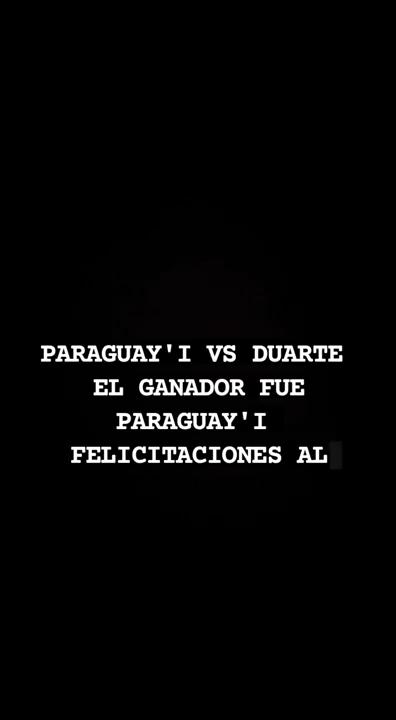 PARAGUAY'I VS DUARTE
EL GANADOR FUE
PARAGUAY'I
FELICITACIONES AL